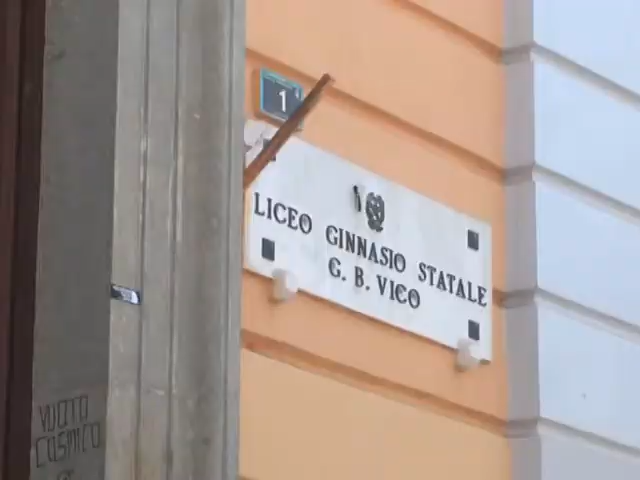 1
LICEO GINNASIO STATALE
G. B. VICO
VUOTO
COSMICO